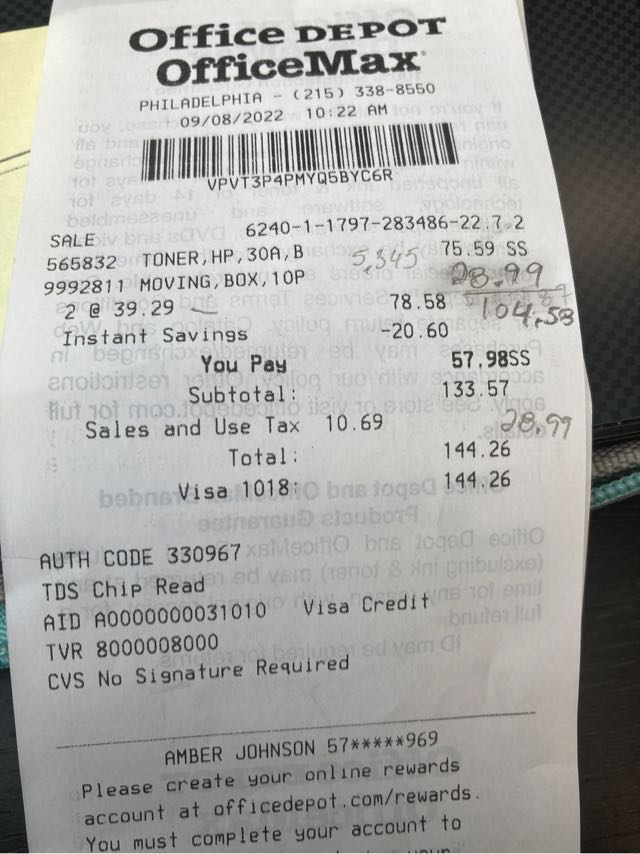 Office DEPOT
OfficeMax
PHILADELPHIA - (215) 338-8550
09/08/2022 10:22 AM
VPVT3P4PMYQ5BYC6R
SALE 6240-1-1797-283486-22.7.2
565832 TONER,HP,30A,B 5,345 75.59 SS
9992811 MOVING,BOX,10P 28.99
2 @ 39.29 78.58 104.58
Instant Savings -20.60
You Pay 57.98SS
Subtotal: 133.57
Sales and Use Tax 10.69 28.99
Total: 144.26
Visa 1018: 144.26
AUTH CODE 330967
TDS Chip Read
AID A0000000031010 Visa Credit
TVR 8000008000
CVS No Signature Required
AMBER JOHNSON 57*****969
Please create your online rewards
account at officedepot.com/rewards.
You must complete your account to